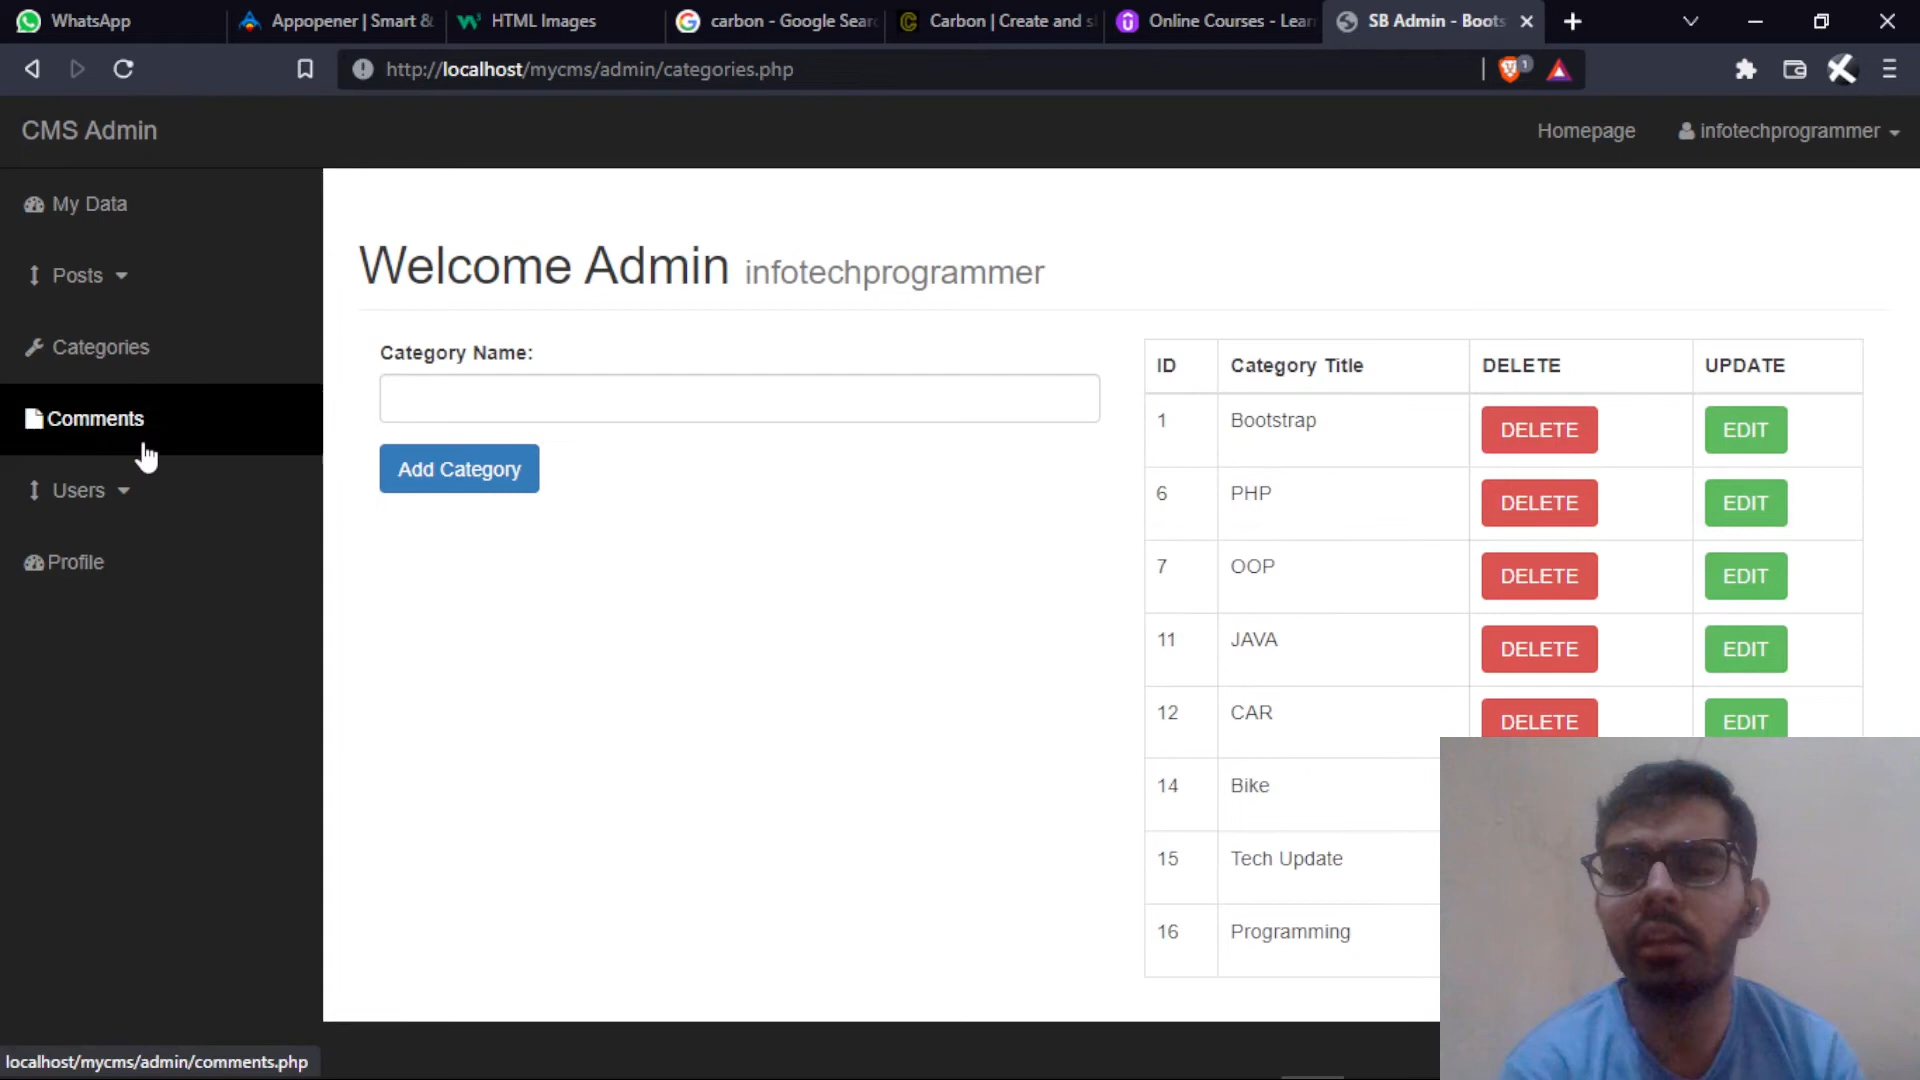 WhatsApp
Appopener | Smart &
HTML Images
carbon - Google Sear
Carbon | Create and s
Online Courses - Lear
SB Admin - Boots
http://localhost/mycms/admin/categories.php
1
CMS Admin
Homepage
infotechprogrammer
My Data
Posts
Categories
Comments
Users
Profile
Welcome Admin infotechprogrammer
Category Name:
Add Category
ID Category Title DELETE UPDATE
1 Bootstrap DELETE EDIT
6 PHP DELETE EDIT
7 OOP DELETE EDIT
11 JAVA DELETE EDIT
12 CAR DELETE EDIT
14 Bike
15 Tech Update
16 Programming
localhost/mycms/admin/comments.php